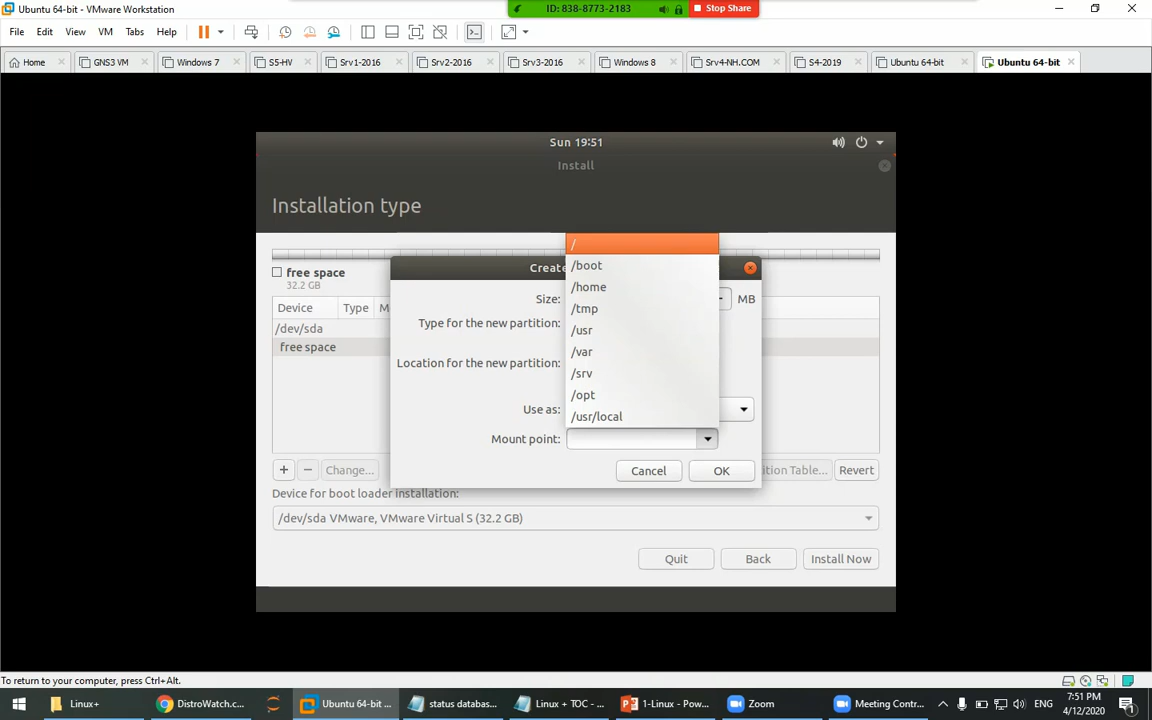 Ubuntu 64-bit - VMware Workstation
ID: 838-8773-2183
Stop Share
File Edit View VM Tabs Help
Home GNS3 VM Windows 7 S5-HV Srv1-2016 Srv2-2016 Srv3-2016 Windows 8 Srv4-NH.COM S4-2019 Ubuntu 64-bit Ubuntu 64-bit
Sun 19:51
Install
Installation type
free space
32.2 GB
Device Type M
/dev/sda
free space
Create
Size: MB
Type for the new partition:
Location for the new partition:
Use as:
Mount point:
/
/boot
/home
/tmp
/usr
/var
/srv
/opt
/usr/local
Cancel OK
+ − Change... ition Table... Revert
Device for boot loader installation:
/dev/sda VMware, VMware Virtual S (32.2 GB)
Quit Back Install Now
To return to your computer, press Ctrl+Alt.
Linux+ DistroWatch.c... Ubuntu 64-bit ... status databas... Linux + TOC - ... 1-Linux - Pow... Zoom Meeting Contr... ENG 7:51 PM
4/12/2020
1